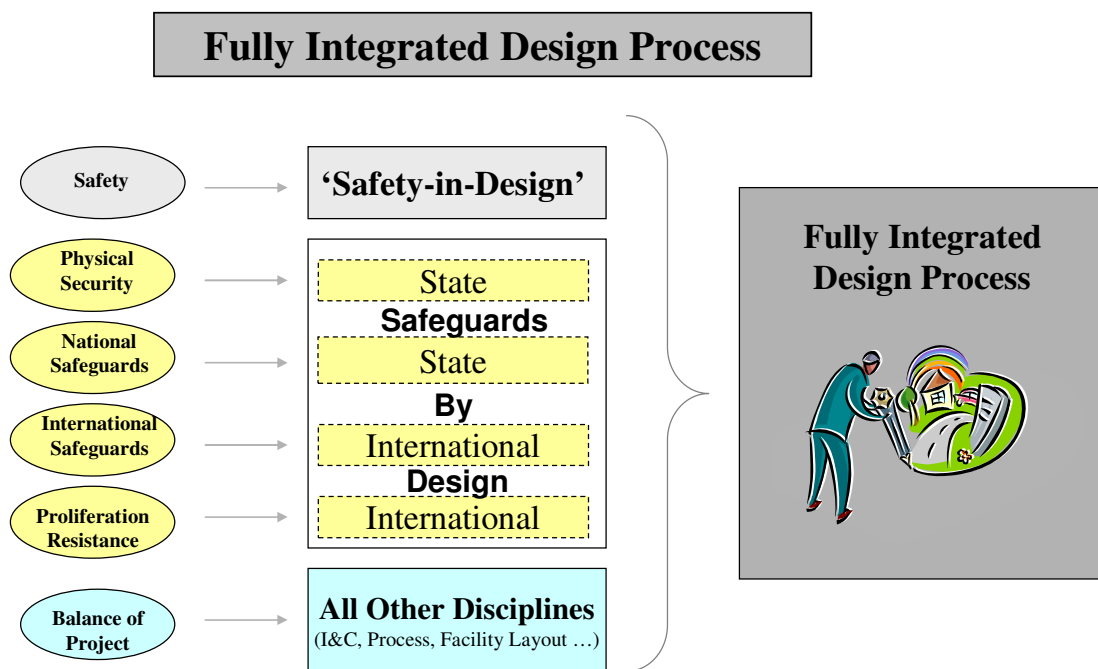 Fully Integrated Design Process
Safety
‘Safety-in-Design’
Physical
Security
State
Safeguards
National
Safeguards
State
By
International
Safeguards
International
Design
Proliferation
Resistance
International
Balance of
Project
All Other Disciplines
(I&C, Process, Facility Layout …)
Fully Integrated
Design Process